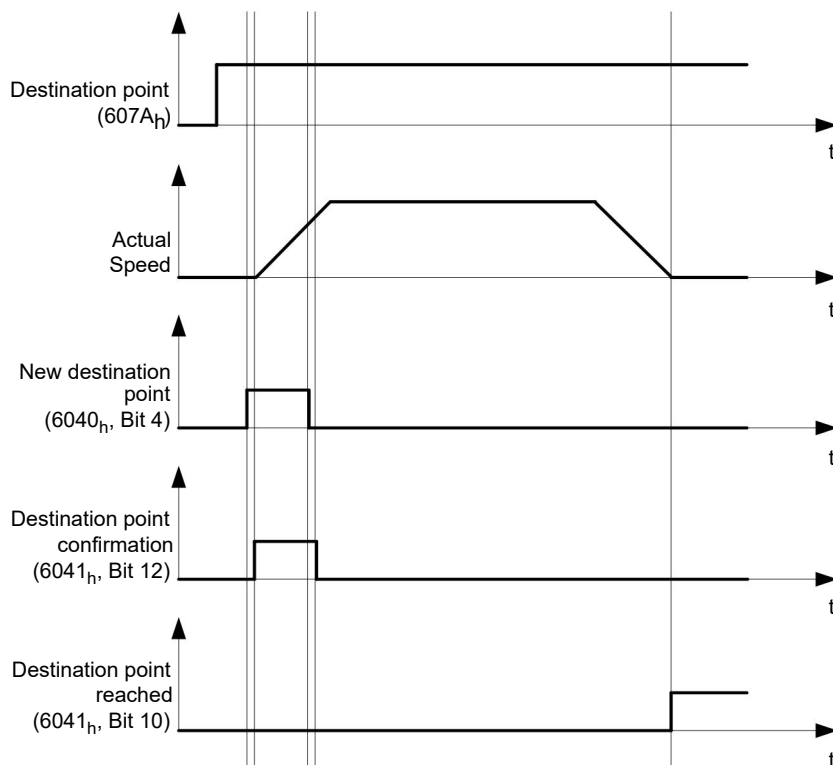 Destination point
(607Ah)
t
Actual
Speed
t
New destination
point
(6040h, Bit 4)
t
Destination point
confirmation
(6041h, Bit 12)
t
Destination point
reached
(6041h, Bit 10)
t